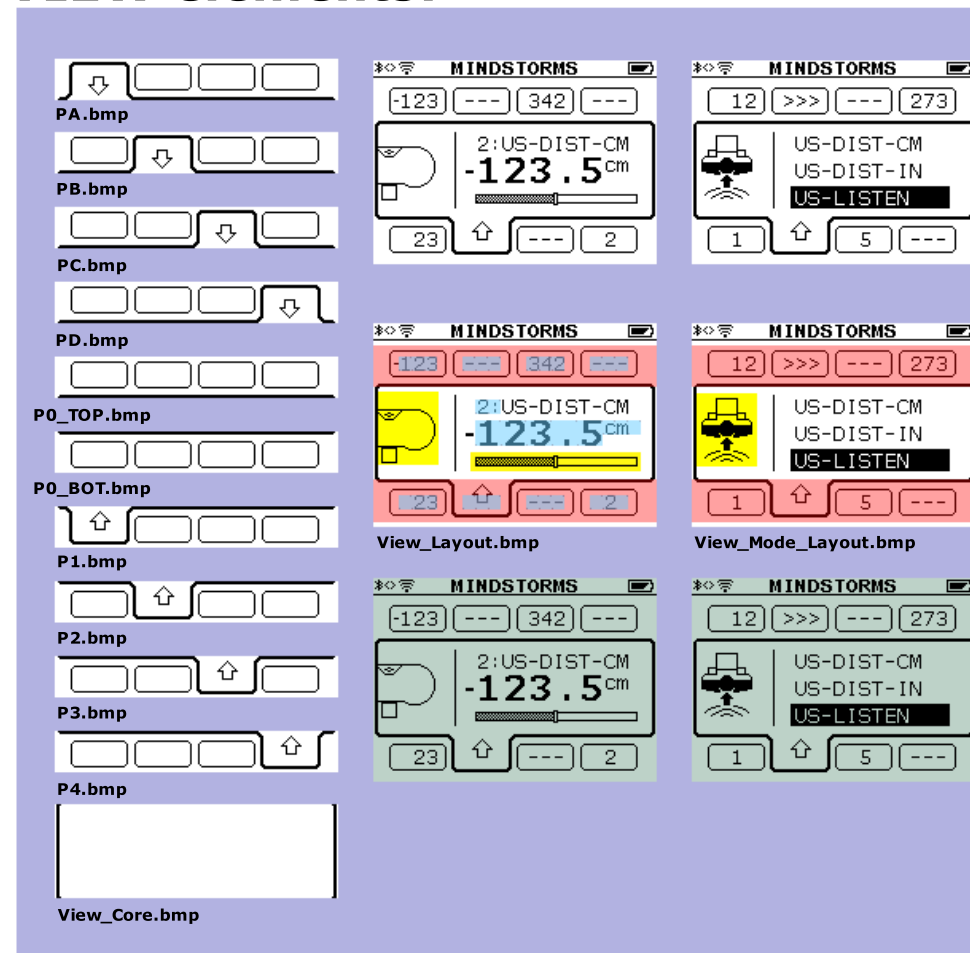 PA.bmp
PB.bmp
PC.bmp
PD.bmp
P0_TOP.bmp
P0_BOT.bmp
P1.bmp
P2.bmp
P3.bmp
P4.bmp
View_Core.bmp
MINDSTORMS
-123 --- 342 ---
2:US-DIST-CM
-123.5cm
23 --- 2
MINDSTORMS
12 >>> --- 273
US-DIST-CM
US-DIST-IN
US-LISTEN
1 5 ---
MINDSTORMS
-123 --- 342 ---
2:US-DIST-CM
-123.5cm
23 --- 2
View_Layout.bmp
MINDSTORMS
12 >>> --- 273
US-DIST-CM
US-DIST-IN
US-LISTEN
1 5 ---
View_Mode_Layout.bmp
MINDSTORMS
-123 --- 342 ---
2:US-DIST-CM
-123.5cm
23 --- 2
MINDSTORMS
12 >>> --- 273
US-DIST-CM
US-DIST-IN
US-LISTEN
1 5 ---